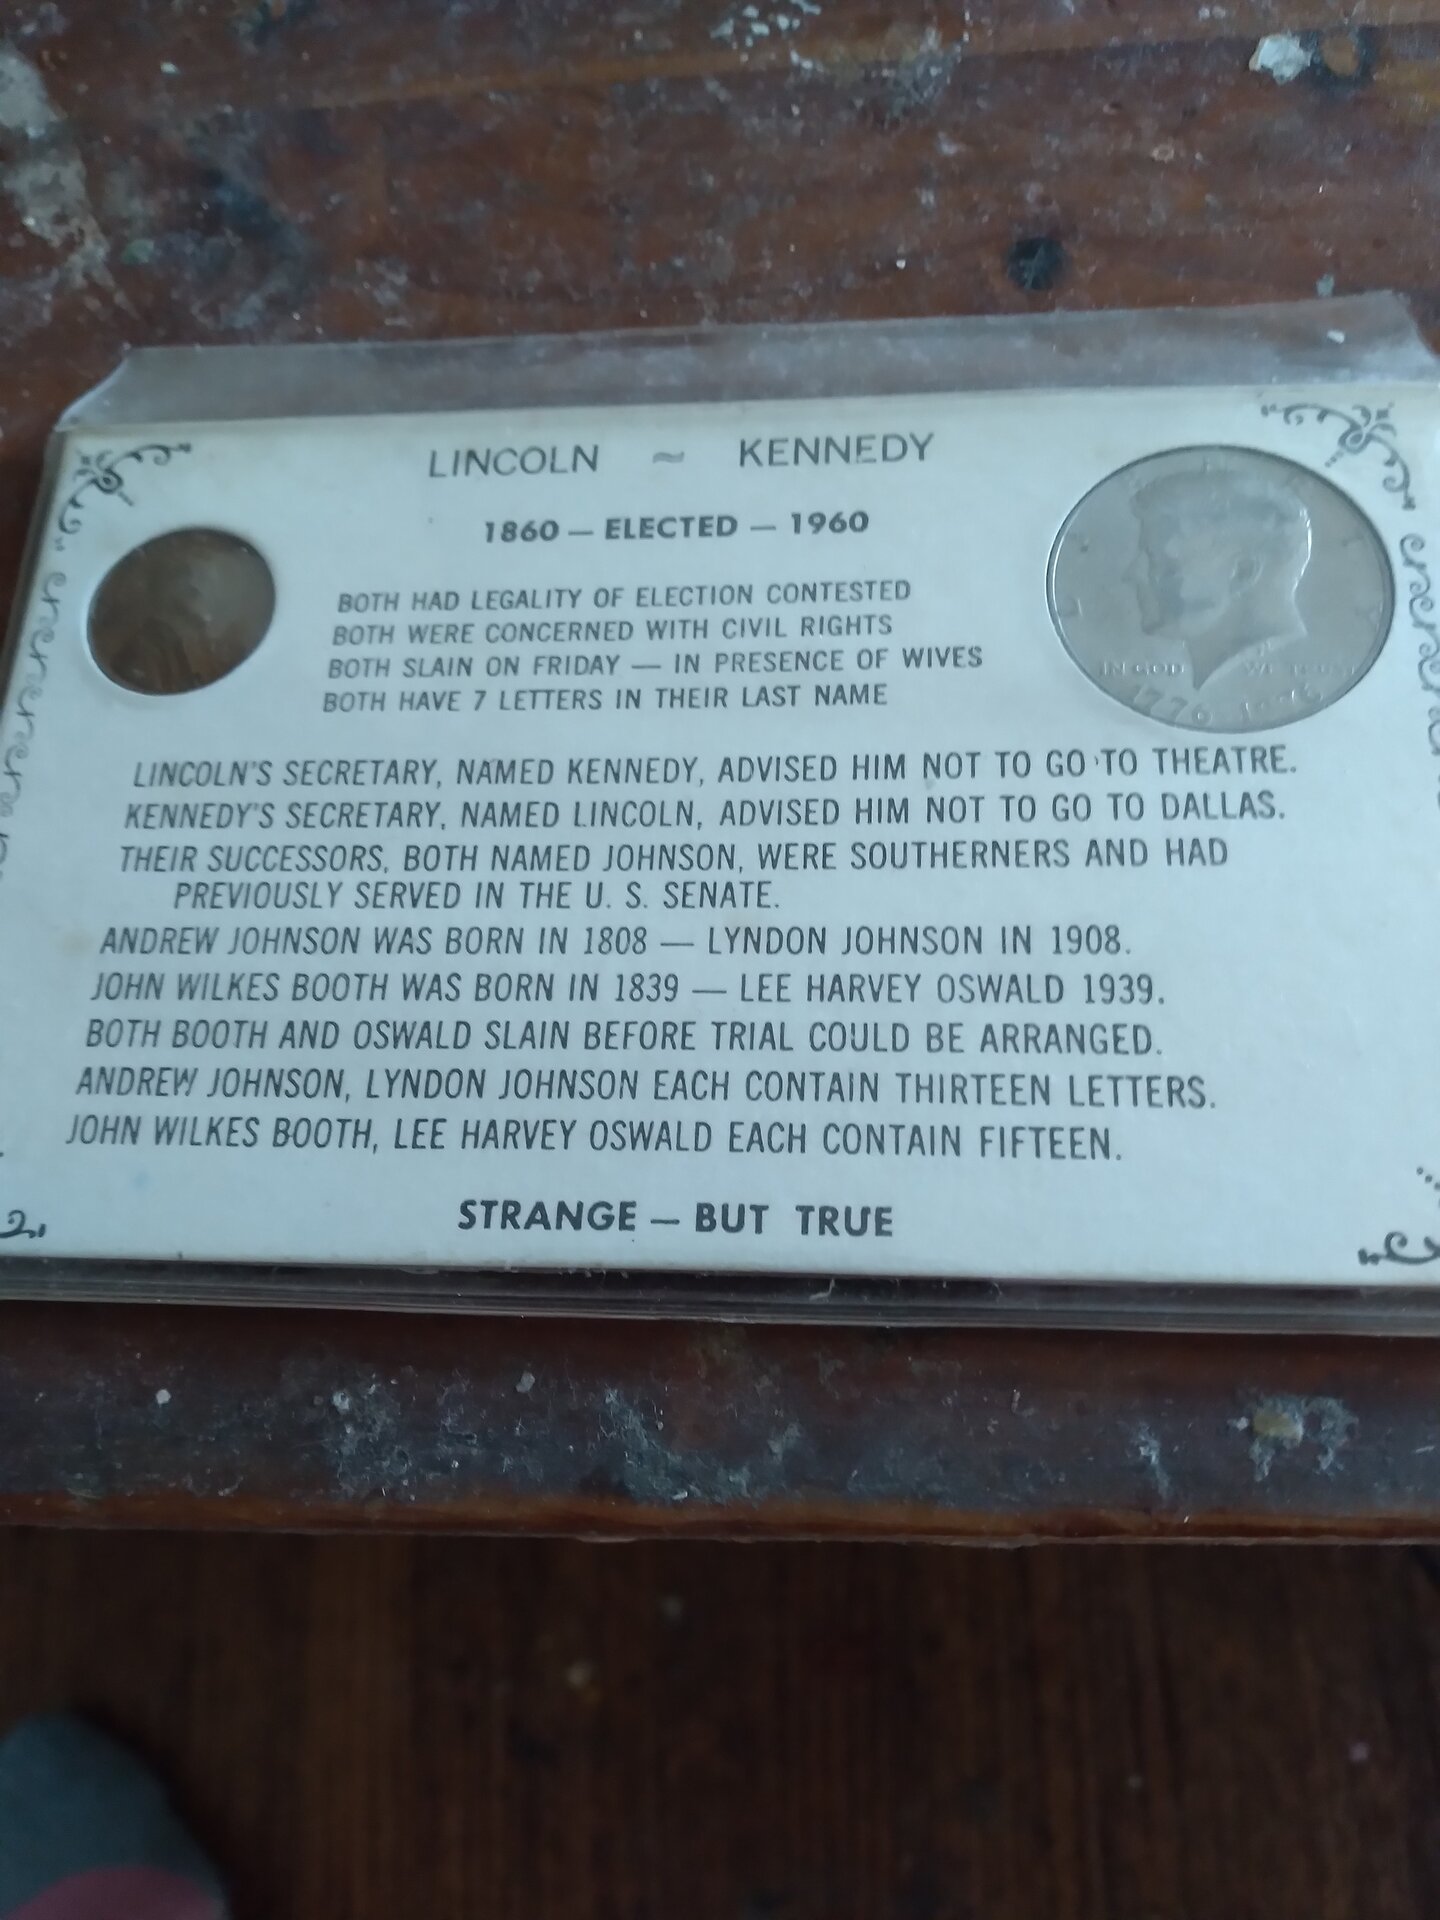 LINCOLN ~ KENNEDY
1860 — ELECTED — 1960
BOTH HAD LEGALITY OF ELECTION CONTESTED
BOTH WERE CONCERNED WITH CIVIL RIGHTS
BOTH SLAIN ON FRIDAY — IN PRESENCE OF WIVES
BOTH HAVE 7 LETTERS IN THEIR LAST NAME
IN GOD WE TRUST
1776 1976
LINCOLN'S SECRETARY, NAMED KENNEDY, ADVISED HIM NOT TO GO TO THEATRE.
KENNEDY'S SECRETARY, NAMED LINCOLN, ADVISED HIM NOT TO GO TO DALLAS.
THEIR SUCCESSORS, BOTH NAMED JOHNSON, WERE SOUTHERNERS AND HAD
PREVIOUSLY SERVED IN THE U. S. SENATE.
ANDREW JOHNSON WAS BORN IN 1808 — LYNDON JOHNSON IN 1908.
JOHN WILKES BOOTH WAS BORN IN 1839 — LEE HARVEY OSWALD 1939.
BOTH BOOTH AND OSWALD SLAIN BEFORE TRIAL COULD BE ARRANGED.
ANDREW JOHNSON, LYNDON JOHNSON EACH CONTAIN THIRTEEN LETTERS.
JOHN WILKES BOOTH, LEE HARVEY OSWALD EACH CONTAIN FIFTEEN.
STRANGE — BUT TRUE